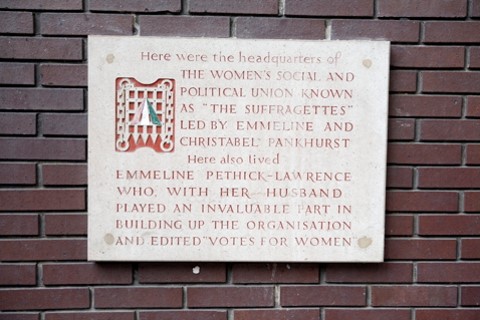 Here were the headquarters of
THE WOMEN'S SOCIAL AND
POLITICAL UNION KNOWN
AS "THE SUFFRAGETTES"
LED BY EMMELINE AND
CHRISTABEL PANKHURST
Here also lived
EMMELINE PETHICK-LAWRENCE
WHO, WITH HER HUSBAND
PLAYED AN INVALUABLE PART IN
BUILDING UP THE ORGANISATION
AND EDITED "VOTES FOR WOMEN"